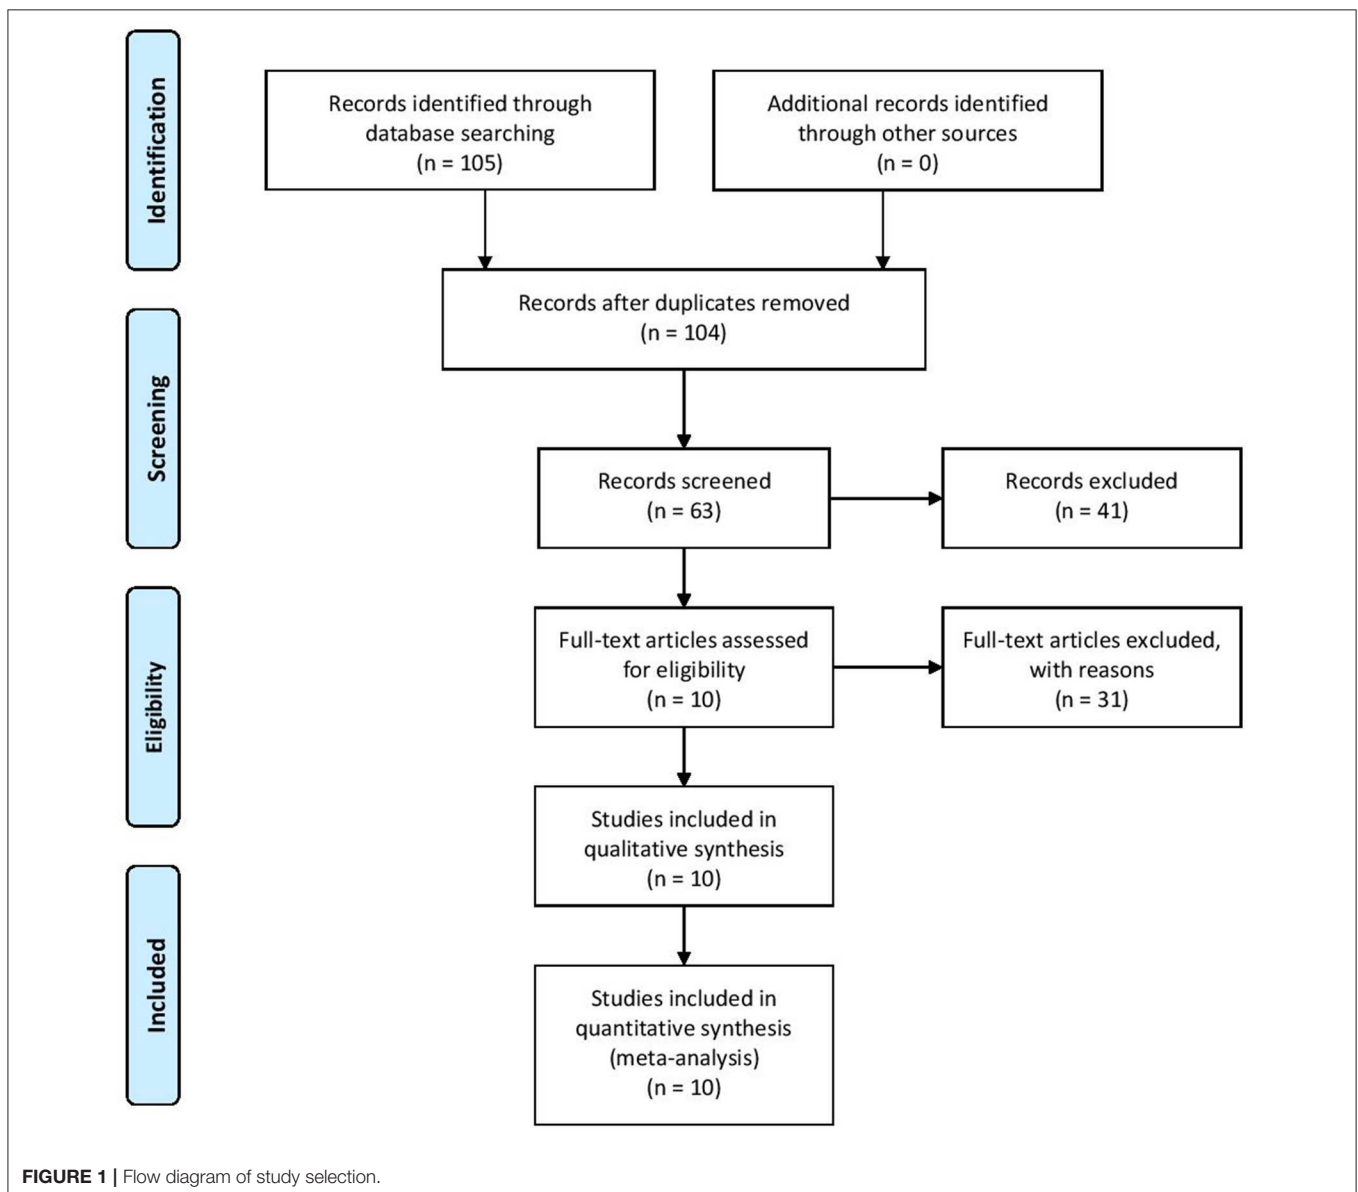 Identification
Records identified through
database searching
(n = 105)
Additional records identified
through other sources
(n = 0)
Records after duplicates removed
(n = 104)
Screening
Records screened
(n = 63)
Records excluded
(n = 41)
Eligibility
Full-text articles assessed
for eligibility
(n = 10)
Full-text articles excluded,
with reasons
(n = 31)
Studies included in
qualitative synthesis
(n = 10)
Included
Studies included in
quantitative synthesis
(meta-analysis)
(n = 10)
FIGURE 1 | Flow diagram of study selection.